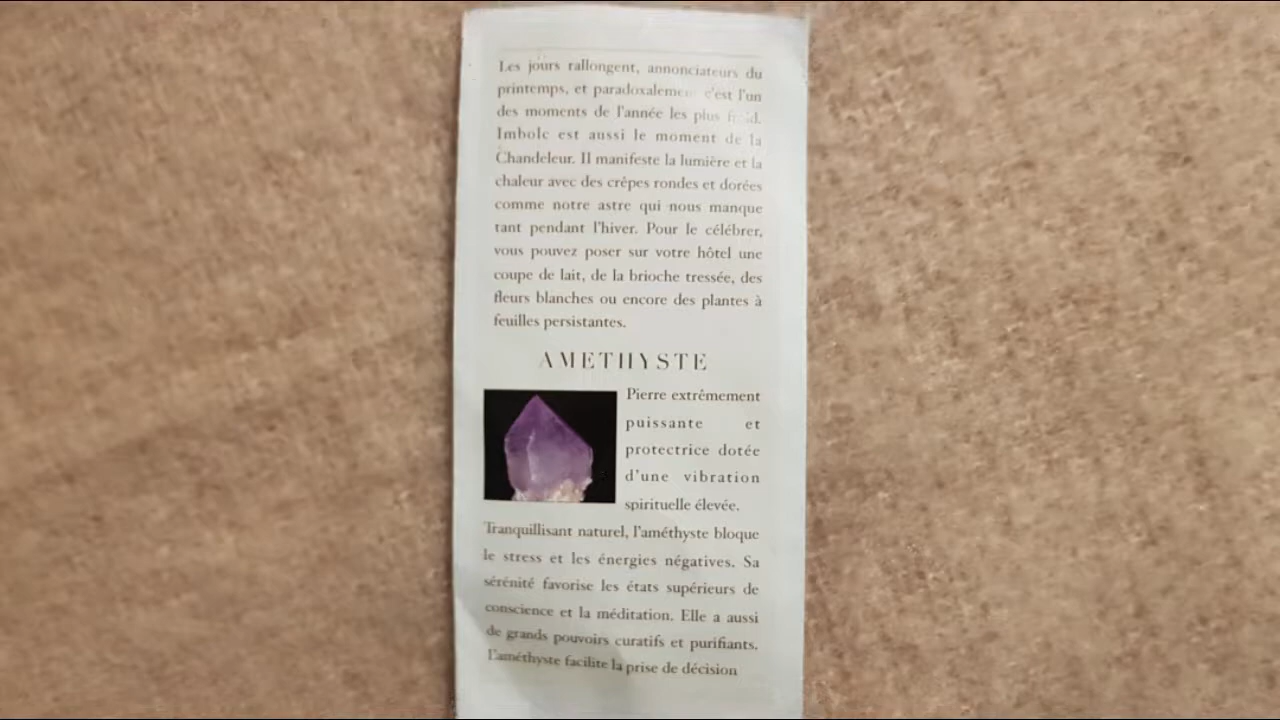 Les jours rallongent, annonciateurs du
printemps, et paradoxalement c'est l'un
des moments de l'année les plus froid.
Imbolc est aussi le moment de la
Chandeleur. Il manifeste la lumière et la
chaleur avec des crêpes rondes et dorées
comme notre astre qui nous manque
tant pendant l'hiver. Pour le célébrer,
vous pouvez poser sur votre hôtel une
coupe de lait, de la brioche tressée, des
fleurs blanches ou encore des plantes à
feuilles persistantes.
AMETHYSTE
Pierre extrêmement
puissante et
protectrice dotée
d'une vibration
spirituelle élevée.
Tranquillisant naturel, l'améthyste bloque
le stress et les énergies négatives. Sa
sérénité favorise les états supérieurs de
conscience et la méditation. Elle a aussi
de grands pouvoirs curatifs et purifiants.
L'améthyste facilite la prise de décision